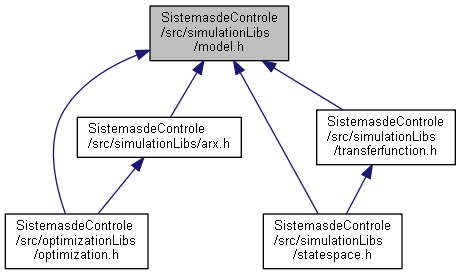 SistemasdeControle
/src/simulationLibs
/model.h
SistemasdeControle
/src/simulationLibs/arx.h
SistemasdeControle
/src/simulationLibs
/transferfunction.h
SistemasdeControle
/src/optimizationLibs
/optimization.h
SistemasdeControle
/src/simulationLibs
/statespace.h